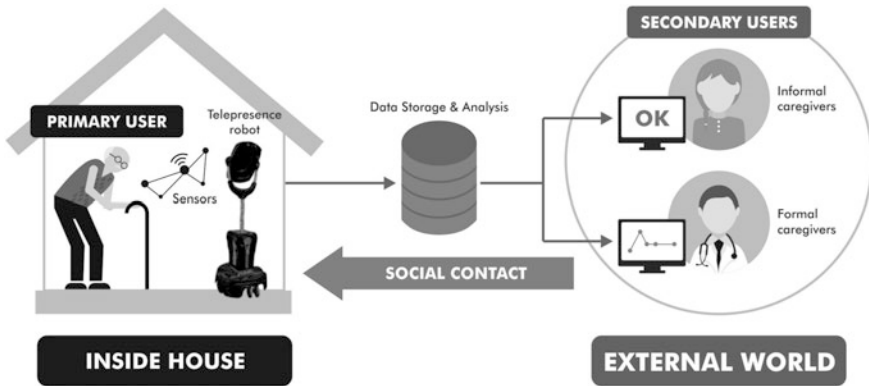 SECONDARY USERS
PRIMARY USER
Telepresence
robot
Sensors
Data Storage & Analysis
OK
Informal
caregivers
Formal
caregivers
SOCIAL CONTACT
INSIDE HOUSE
EXTERNAL WORLD